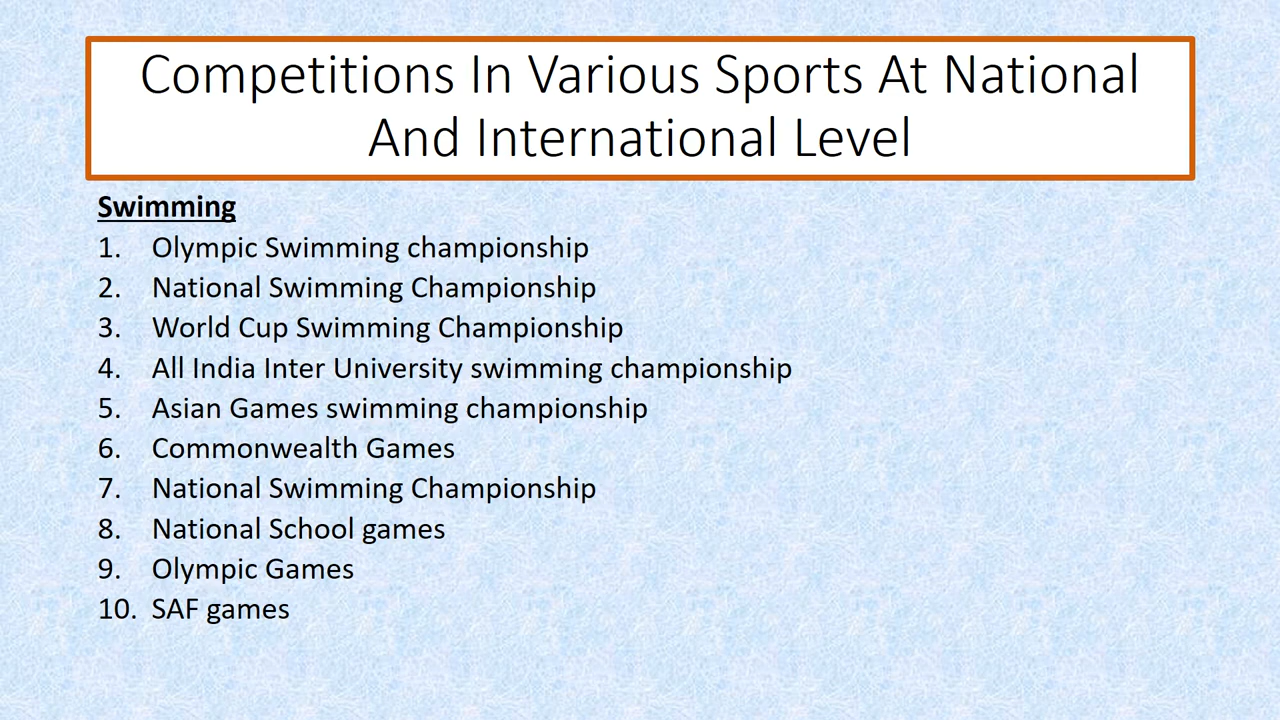 Competitions In Various Sports At National
And International Level
Swimming
1. Olympic Swimming championship
2. National Swimming Championship
3. World Cup Swimming Championship
4. All India Inter University swimming championship
5. Asian Games swimming championship
6. Commonwealth Games
7. National Swimming Championship
8. National School games
9. Olympic Games
10. SAF games